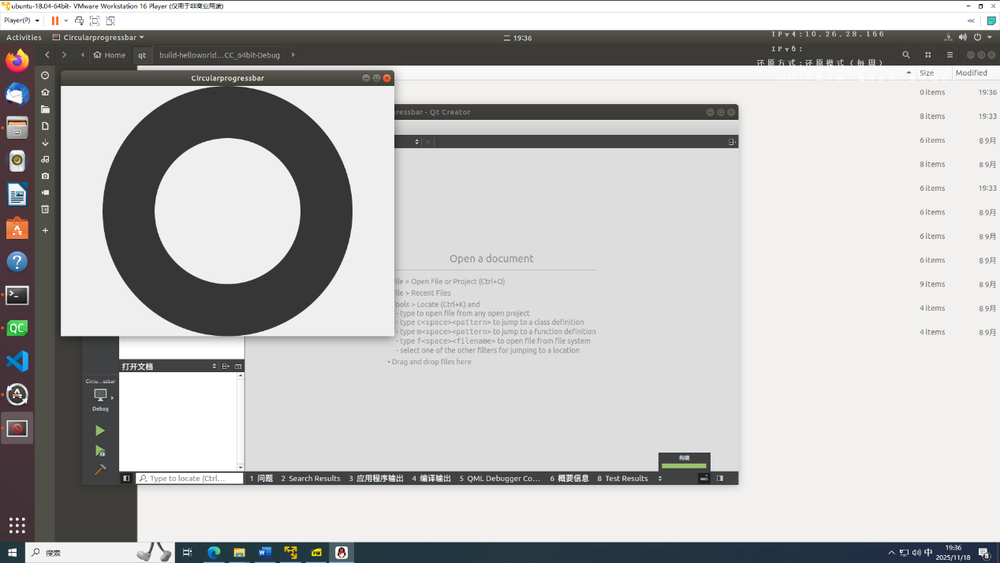 ubuntu-18.04-64bit- VMware Workstation 16 Player (仅用于非商业用途)
Player(P)
Activities Circularprogressbar 二 19:36
IPv4:10.26.28.166
IPv6:
还原方式:还原模式（每周）
Home qt build-helloworld…CC_64bit-Debug
Size Modified
Circularprogressbar
gressbar - Qt Creator
0 items 19:36
8 items 19:33
6 items 8 9月
8 items 8 9月
6 items 19:33
6 items 8 9月
6 items 8 9月
6 items 8 9月
9 items 8 9月
4 items 8 9月
4 items 8 9月
Open a document
File > Open File or Project (Ctrl+O)
File > Recent Files
Tools > Locate (Ctrl+K) and
- type to open file from any open project
- type c<space><pattern> to jump to a class definition
- type m<space><pattern> to jump to a function definition
- type f<space><filename> to open file from file system
- select one of the other filters for jumping to a location
• Drag and drop files here
打开文档
Circu…ssbar
Debug
构建
Type to locate (Ctrl… 1 问题 2 Search Results 3 应用程序输出 4 编译输出 5 QML Debugger Co… 6 概要信息 8 Test Results
搜索
中 19:36
2025/11/18
8